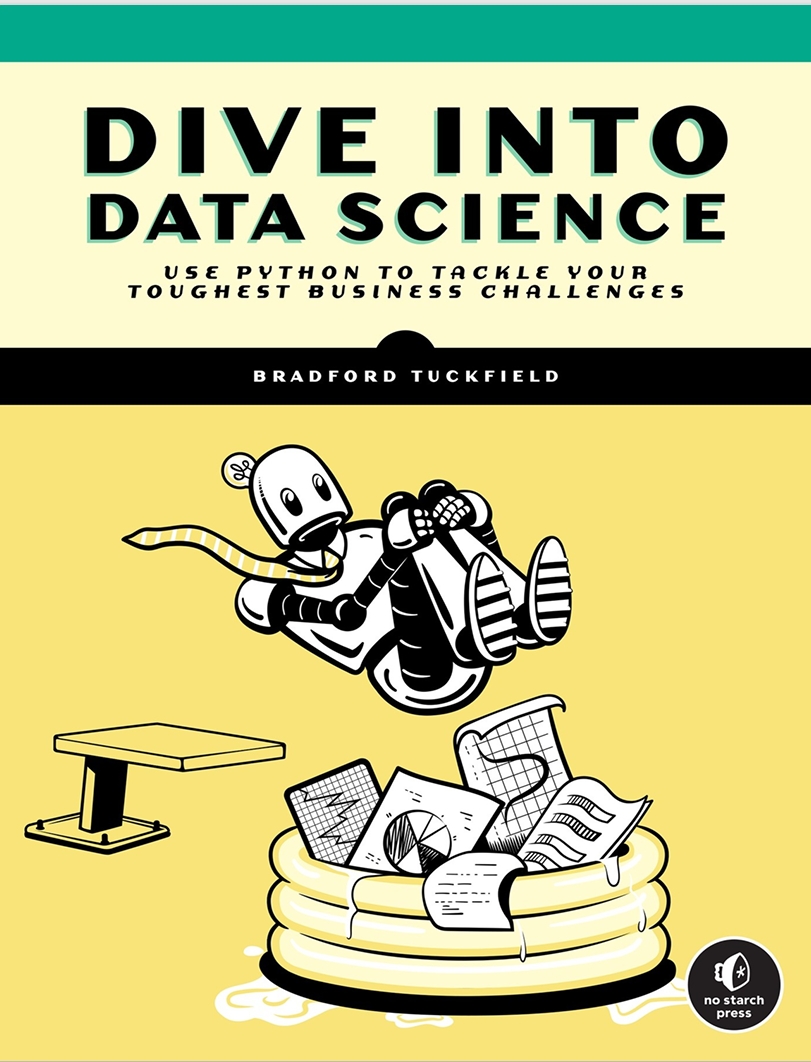 DIVE INTO
DATA SCIENCE
USE PYTHON TO TACKLE YOUR
TOUGHEST BUSINESS CHALLENGES
BRADFORD TUCKFIELD
no starch
press